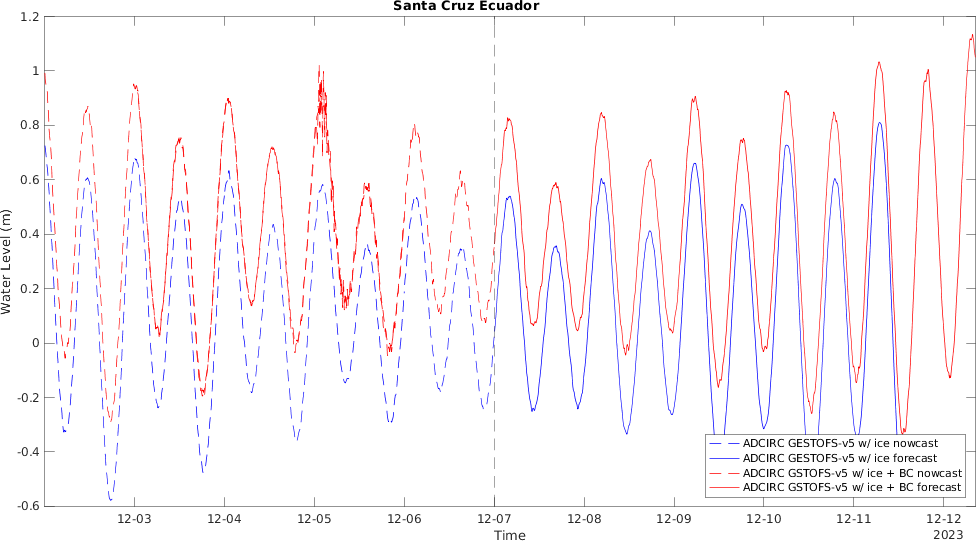 Santa Cruz Ecuador
1.2
1
0.8
0.6
0.4
0.2
0
-0.2
-0.4
-0.6
Water Level (m)
ADCIRC GESTOFS-v5 w/ ice nowcast
ADCIRC GESTOFS-v5 w/ ice forecast
ADCIRC GSTOFS-v5 w/ ice + BC nowcast
ADCIRC GSTOFS-v5 w/ ice + BC forecast
12-03 12-04 12-05 12-06 12-07 12-08 12-09 12-10 12-11 12-12
Time 2023